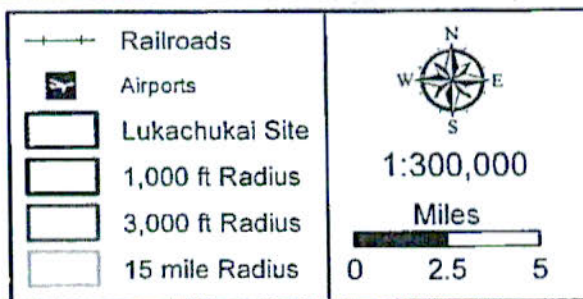 Railroads
Airports
Lukachukai Site
1,000 ft Radius
3,000 ft Radius
15 mile Radius
N
W E
S
1:300,000
Miles
0 2.5 5